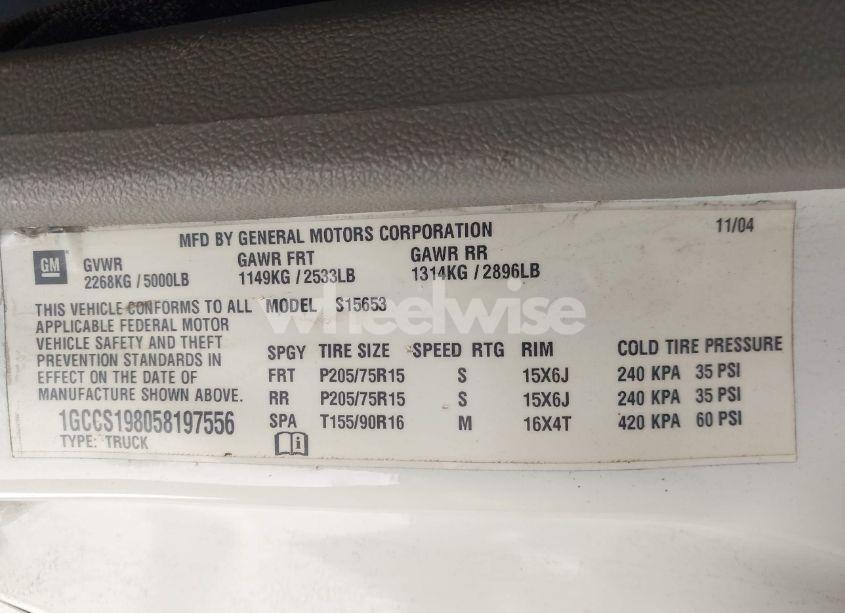 MFD BY GENERAL MOTORS CORPORATION 11/04
GM GVWR GAWR FRT GAWR RR
2268KG / 5000LB 1149KG / 2533LB 1314KG / 2896LB
THIS VEHICLE CONFORMS TO ALL MODEL S15653
APPLICABLE FEDERAL MOTOR
VEHICLE SAFETY AND THEFT
PREVENTION STANDARDS IN
EFFECT ON THE DATE OF
MANUFACTURE SHOWN ABOVE.
1GCCS198058197556
TYPE: TRUCK
SPGY TIRE SIZE SPEED RTG RIM COLD TIRE PRESSURE
FRT P205/75R15 S 15X6J 240 KPA 35 PSI
RR P205/75R15 S 15X6J 240 KPA 35 PSI
SPA T155/90R16 M 16X4T 420 KPA 60 PSI
wheelwise